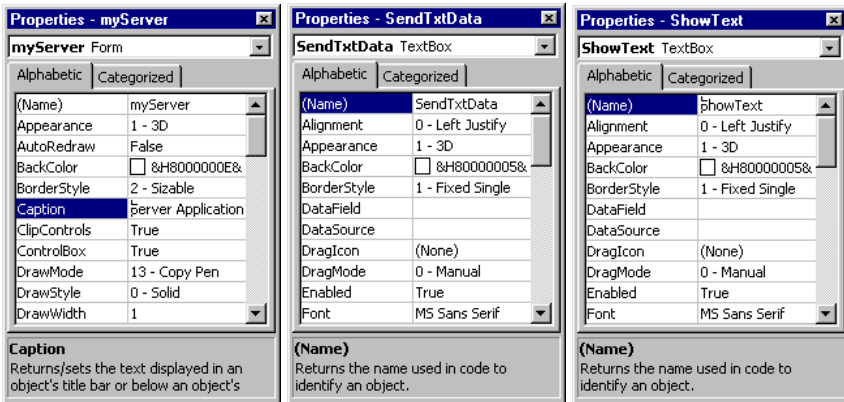 Properties - myServer
myServer Form
Alphabetic Categorized
(Name) myServer
Appearance 1 - 3D
AutoRedraw False
BackColor &H8000000E&
BorderStyle 2 - Sizable
Caption Server Application
ClipControls True
ControlBox True
DrawMode 13 - Copy Pen
DrawStyle 0 - Solid
DrawWidth 1
Caption
Returns/sets the text displayed in an
object's title bar or below an object's
Properties - SendTxtData
SendTxtData TextBox
Alphabetic Categorized
(Name) SendTxtData
Alignment 0 - Left Justify
Appearance 1 - 3D
BackColor &H80000005&
BorderStyle 1 - Fixed Single
DataField
DataSource
DragIcon (None)
DragMode 0 - Manual
Enabled True
Font MS Sans Serif
(Name)
Returns the name used in code to
identify an object.
Properties - ShowText
ShowText TextBox
Alphabetic Categorized
(Name) ShowText
Alignment 0 - Left Justify
Appearance 1 - 3D
BackColor &H80000005&
BorderStyle 1 - Fixed Single
DataField
DataSource
DragIcon (None)
DragMode 0 - Manual
Enabled True
Font MS Sans Serif
(Name)
Returns the name used in code to
identify an object.